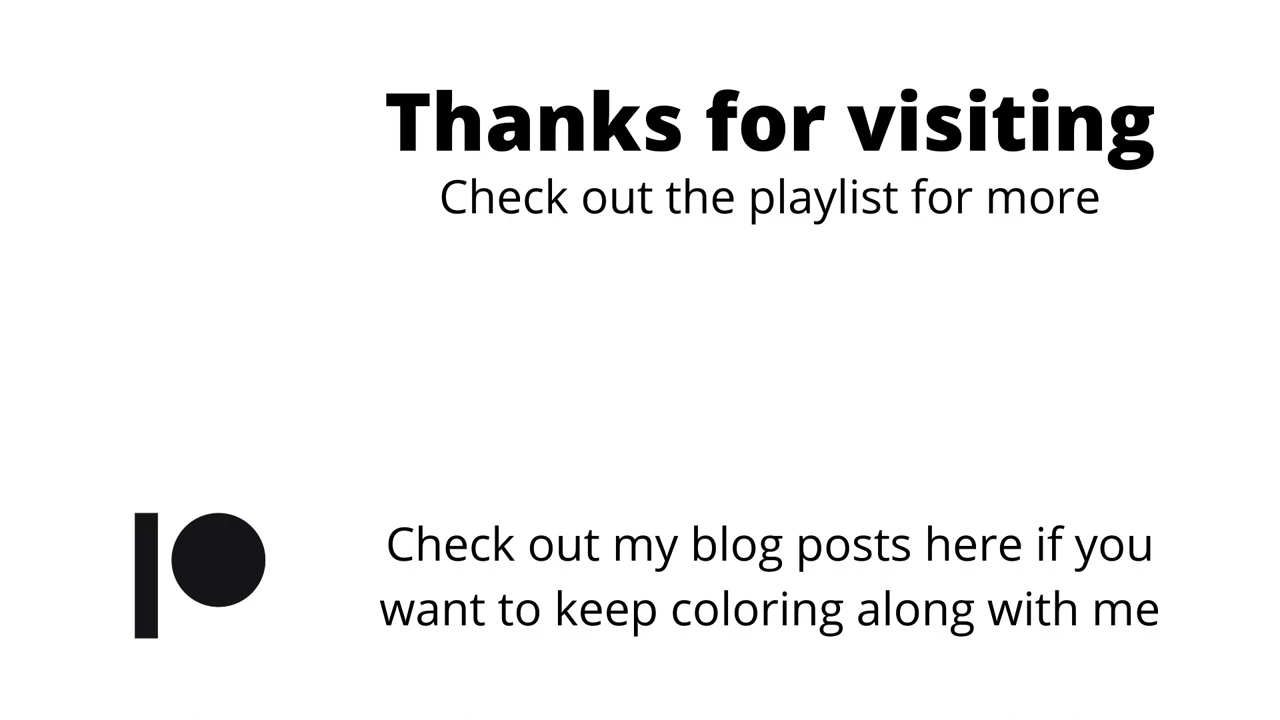 Thanks for visiting
Check out the playlist for more
Check out my blog posts here if you
want to keep coloring along with me